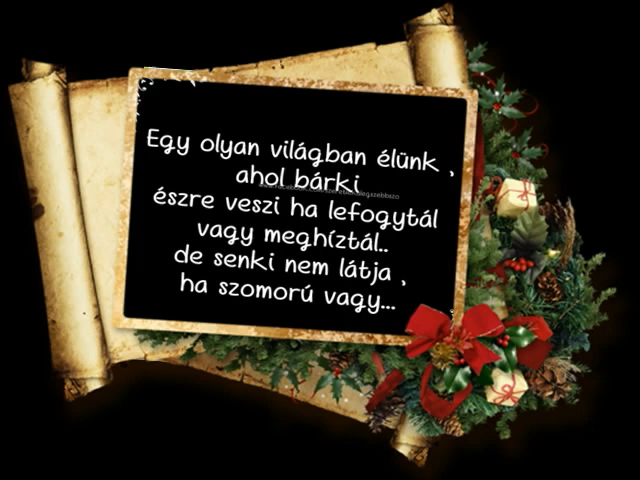 Egy olyan világban élünk ,
ahol bárki
észre veszi ha lefogytál
vagy meghíztál..
de senki nem látja ,
ha szomorú vagy...